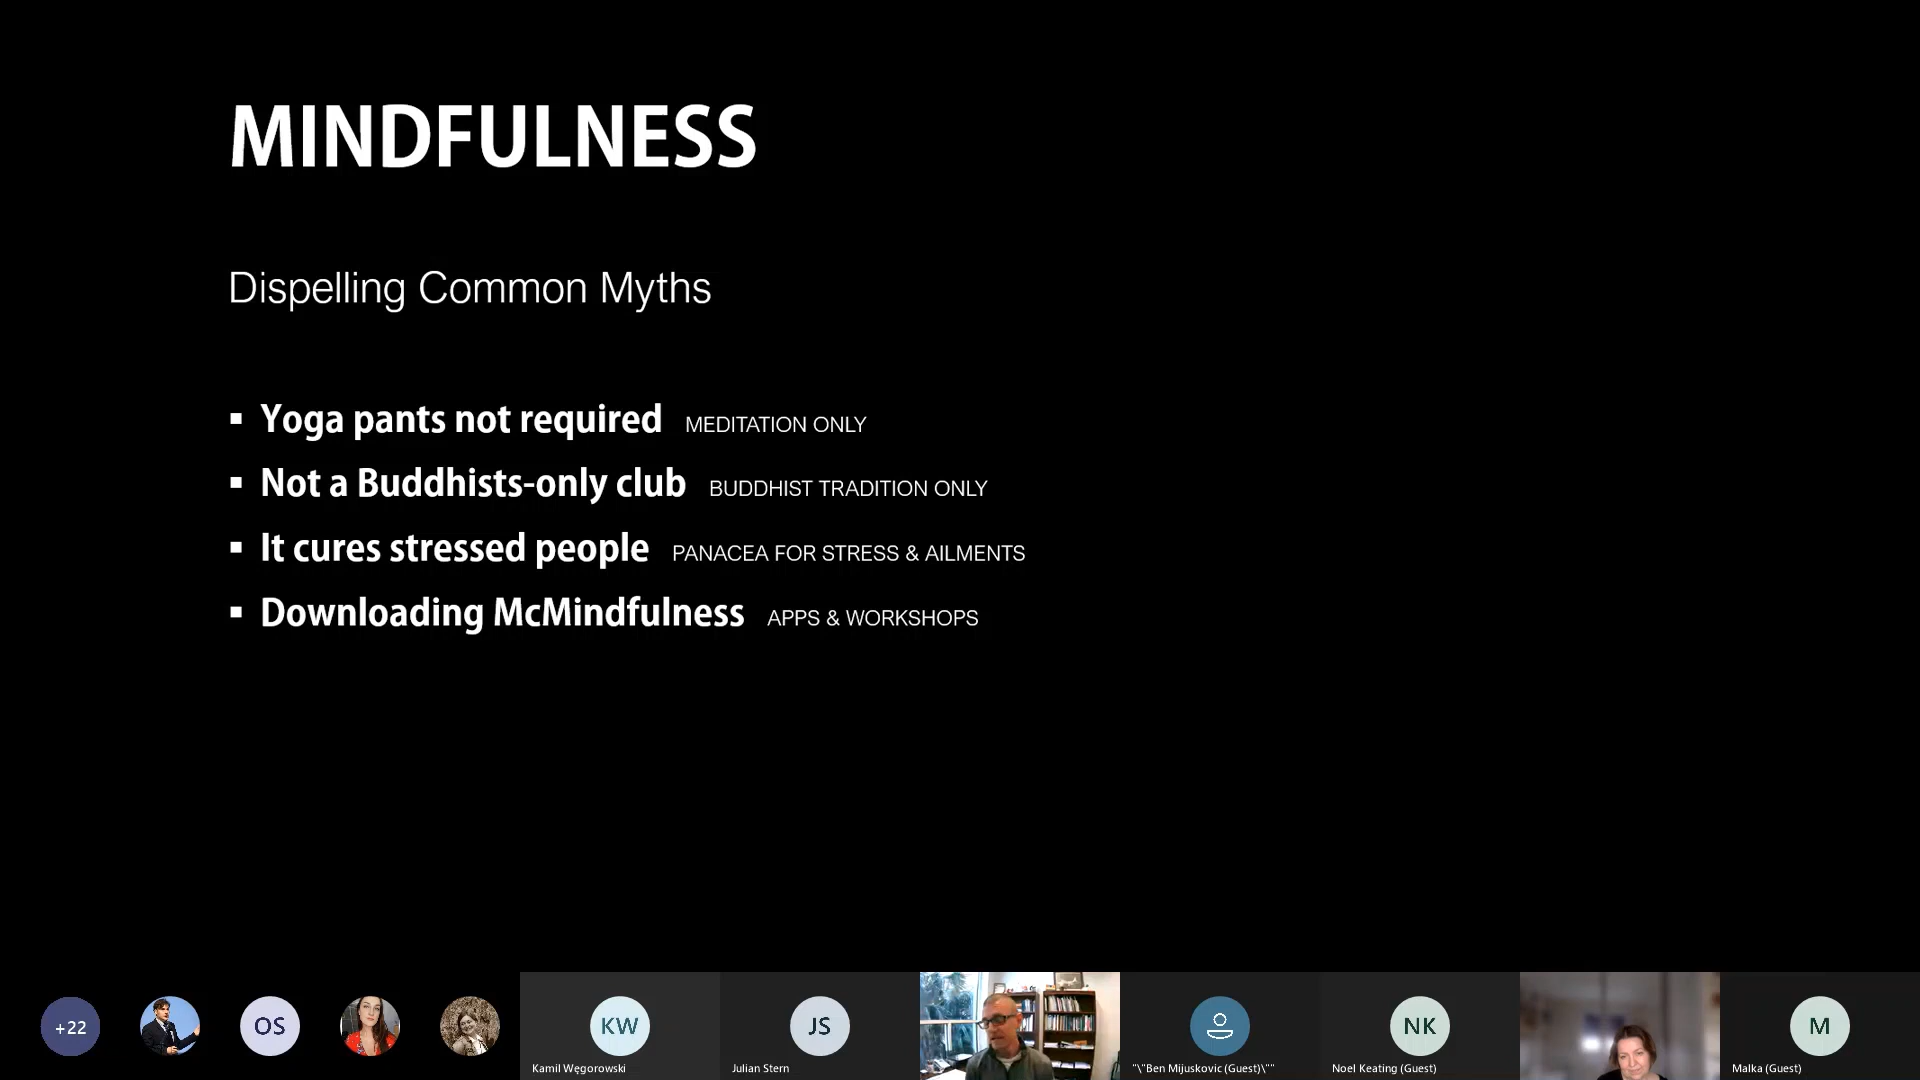 MINDFULNESS
Dispelling Common Myths
▪ Yoga pants not required MEDITATION ONLY
▪ Not a Buddhists-only club BUDDHIST TRADITION ONLY
▪ It cures stressed people PANACEA FOR STRESS & AILMENTS
▪ Downloading McMindfulness APPS & WORKSHOPS
+22
OS
KW
JS
NK
M
Kamil Węgorowski
Julian Stern
"\"Ben Mijuskovic (Guest)\""
Noel Keating (Guest)
Malka (Guest)